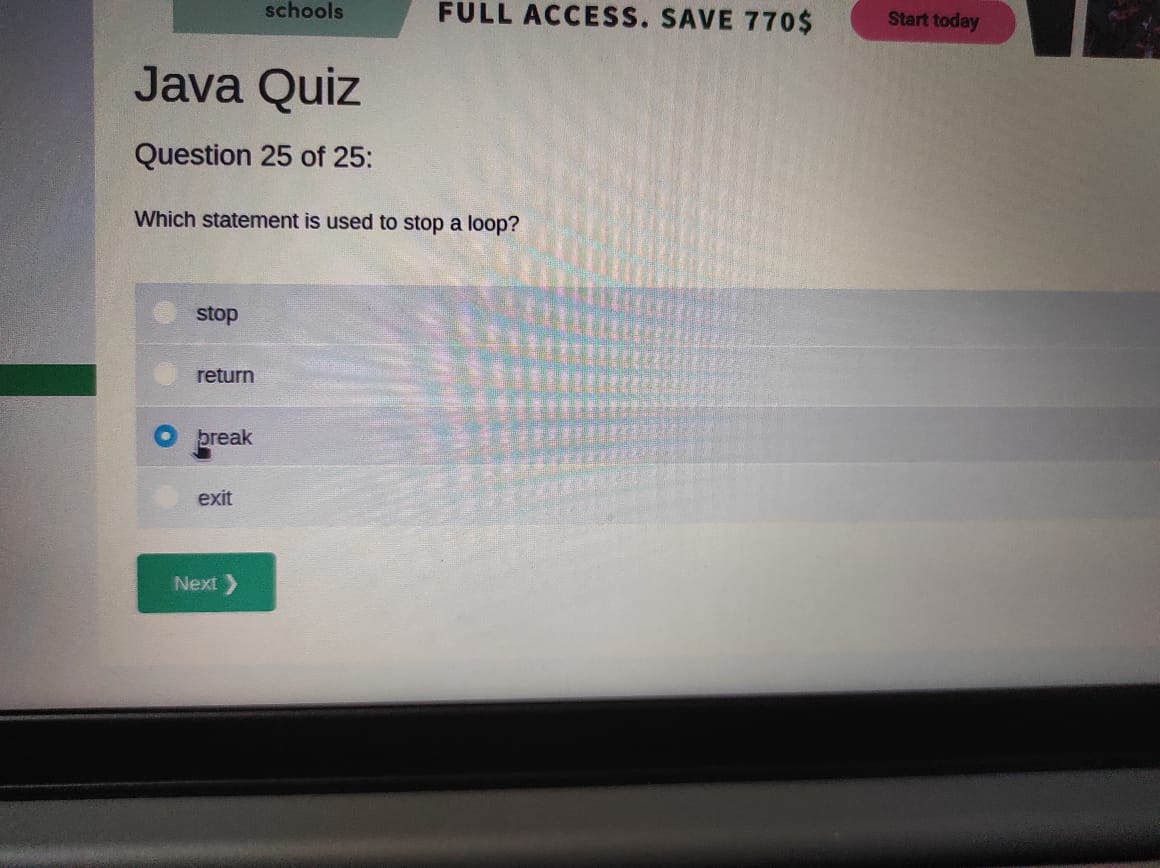 schools
FULL ACCESS. SAVE 770$
Start today
Java Quiz
Question 25 of 25:
Which statement is used to stop a loop?
stop
return
break
exit
Next ❯